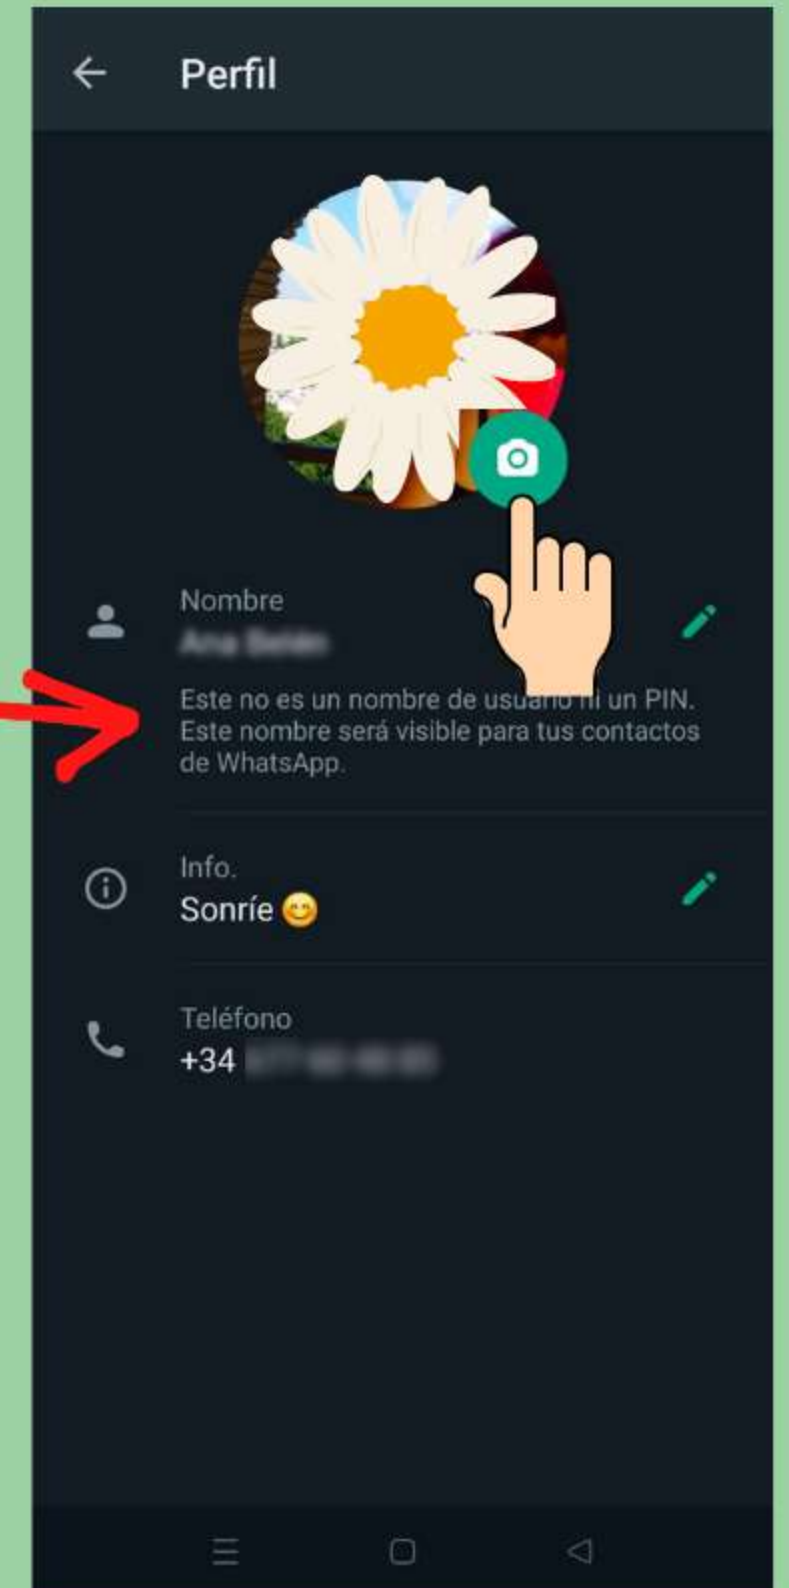 Perfil
Nombre
Este no es un nombre de usuario ni un PIN.
Este nombre será visible para tus contactos
de WhatsApp.
Info.
Sonríe 😊
Teléfono
+34